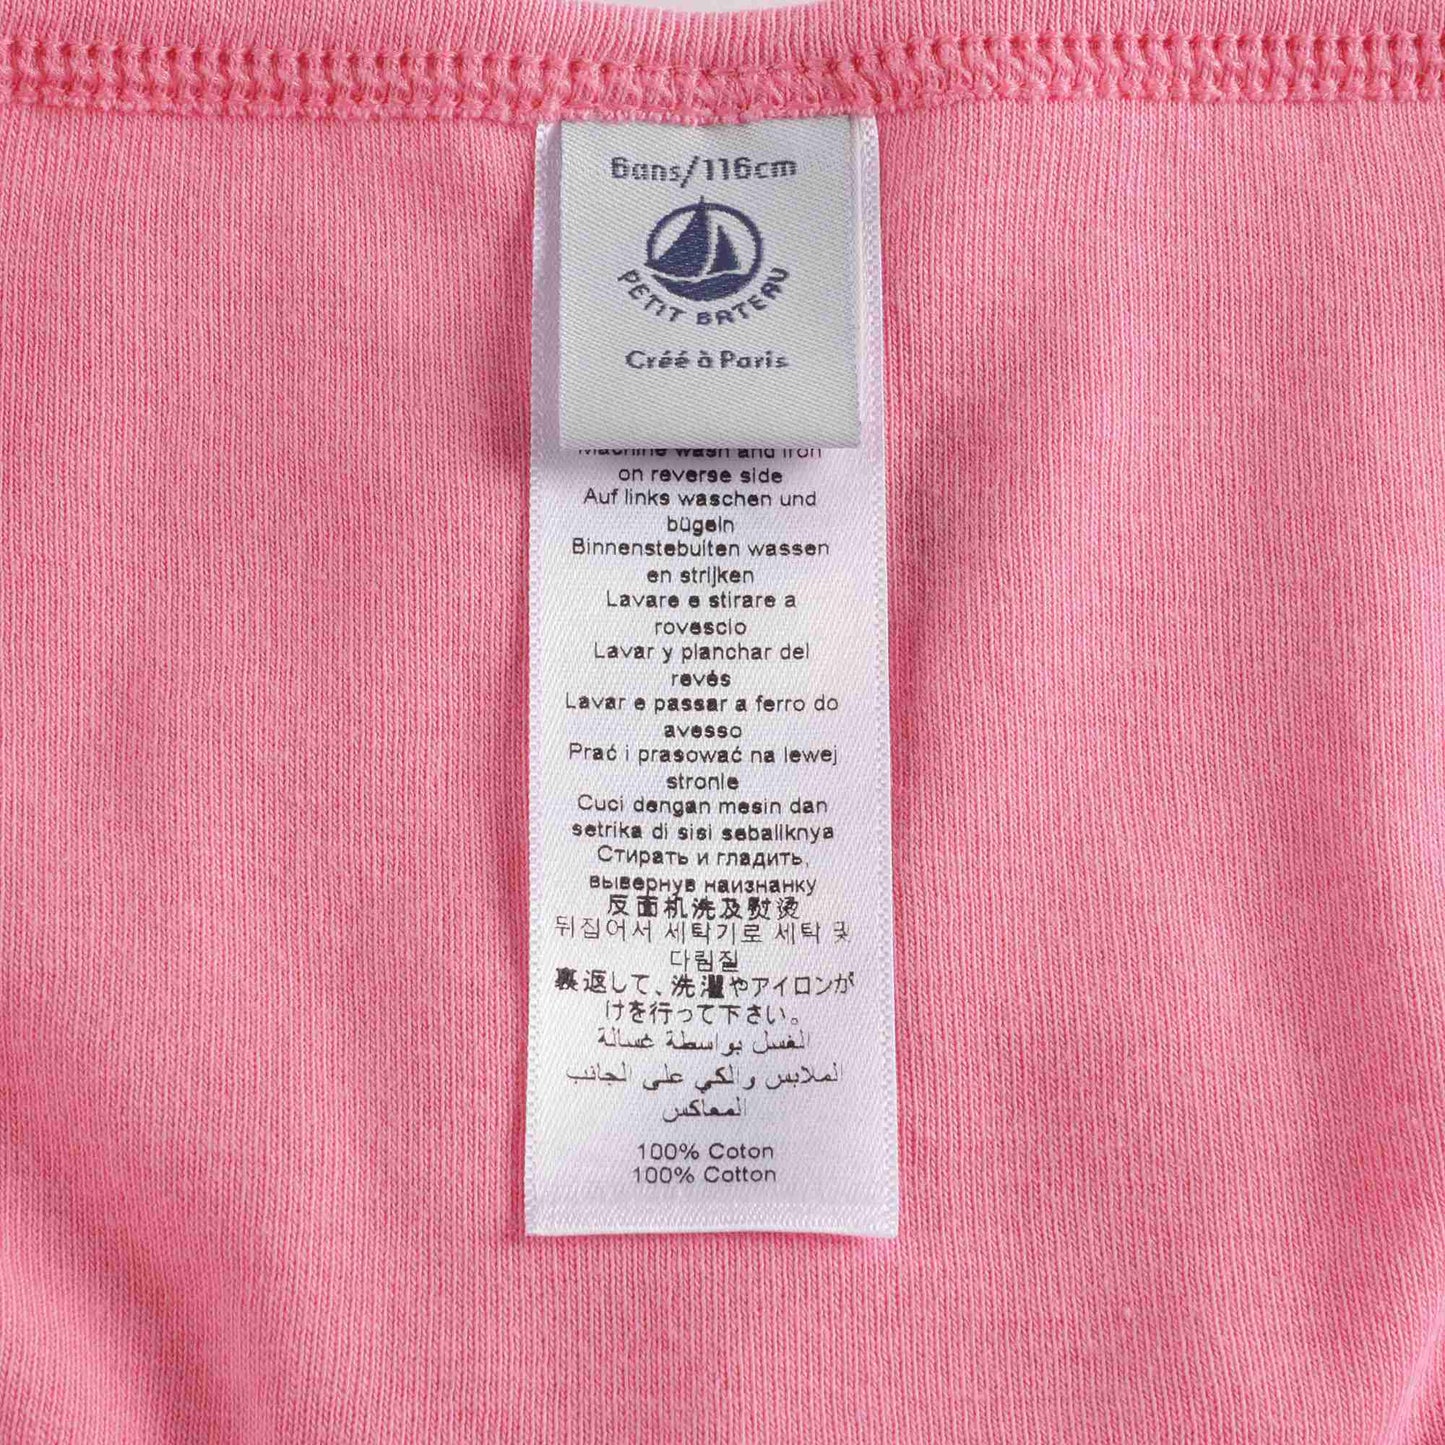 6ans/116cm
PETIT BATEAU
Créé à Paris
Machine wash and iron
on reverse side
Auf links waschen und
bügeln
Binnenstebuiten wassen
en strijken
Lavare e stirare a
rovescio
Lavar y planchar del
revés
Lavar e passar a ferro do
avesso
Prać i prasować na lewej
stronie
Cuci dengan mesin dan
setrika di sisi sebaliknya
Стирать и гладить,
вывернув наизнанку
反面机洗及熨烫
뒤집어서 세탁기로 세탁 및
다림질
裏返して、洗濯やアイロンが
けを行って下さい。
الغسل بواسطة غسالة
الملابس والكي على الجانب
المعاكس
100% Coton
100% Cotton